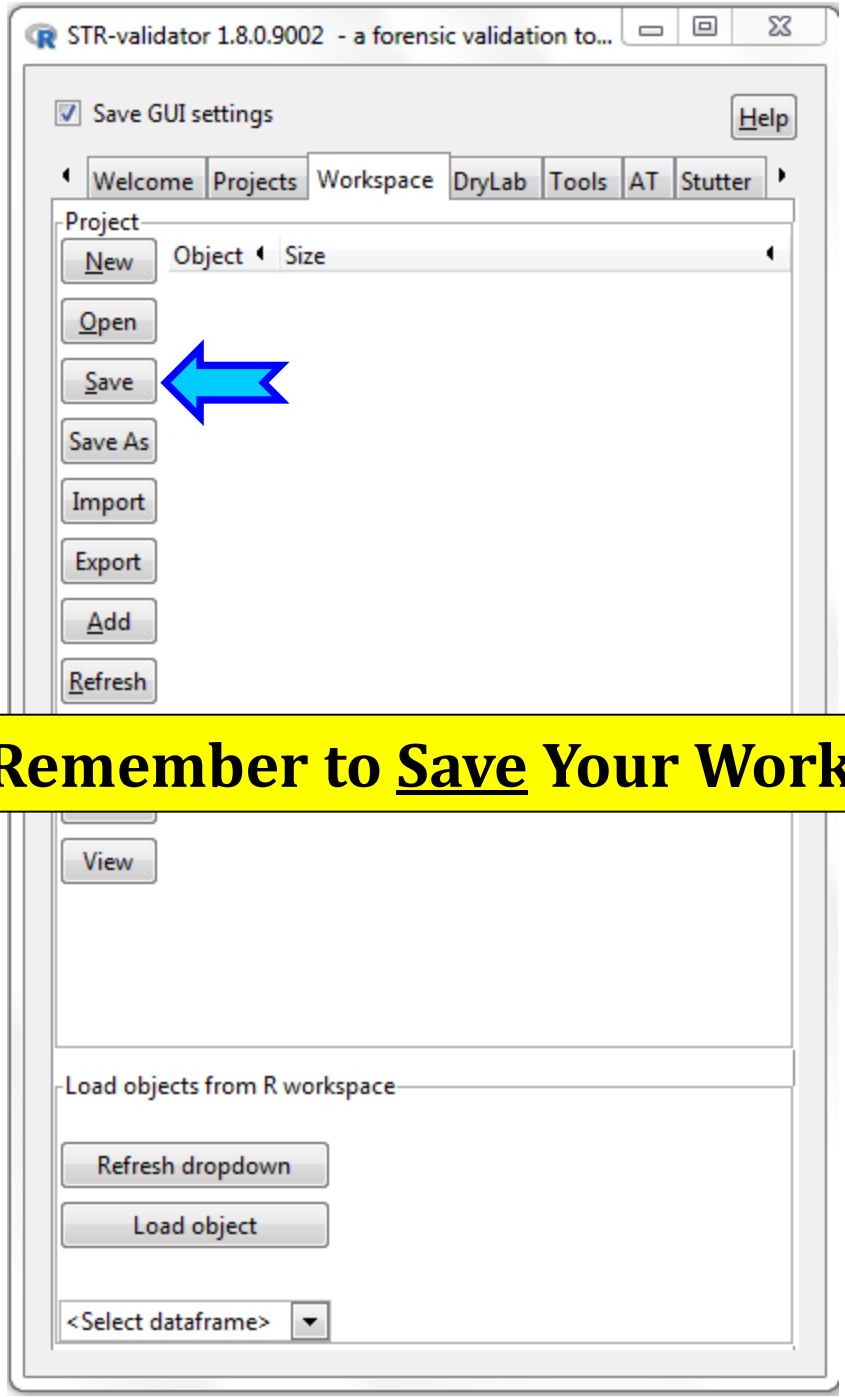 STR-validator 1.8.0.9002 - a forensic validation to...
Save GUI settings
Help
Welcome Projects Workspace DryLab Tools AT Stutter
Project
New
Object Size
Open
Save
Save As
Import
Export
Add
Refresh
Remember to Save Your Work
View
Load objects from R workspace
Refresh dropdown
Load object
<Select dataframe>